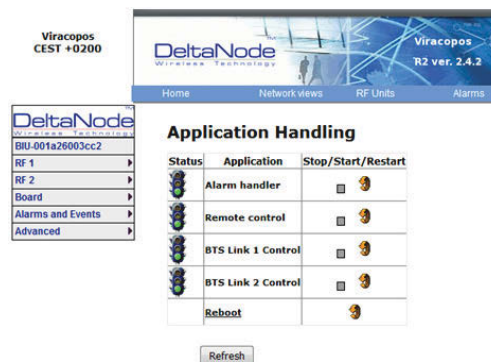 Viracopos
CEST +0200
DeltaNode™
Wireless Technology
Viracopos
R2 ver. 2.4.2
Home Network views RF Units Alarms
DeltaNode™
Wireless Technology
BIU-001a26003cc2
RF 1
RF 2
Board
Alarms and Events
Advanced
Application Handling
Status Application Stop/Start/Restart
Alarm handler
Remote control
BTS Link 1 Control
BTS Link 2 Control
Reboot
Refresh